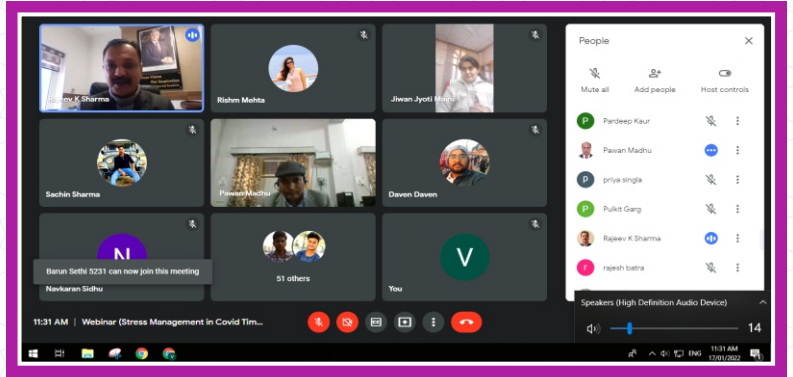 Rajeev K Sharma
Rishm Mehta
Jiwan Jyoti Maini
Sachin Sharma
Pawan Madhu
Daven Daven
N
Navkaran Sidhu
Barun Sethi 5231 can now join this meeting
51 others
V
You
11:31 AM | Webinar (Stress Management in Covid Tim...
People
Mute all
Add people
Host controls
P Pardeep Kaur
Pawan Madhu
P priya singla
P Pulkit Garg
Rajeev K Sharma
r rajesh batra
Speakers (High Definition Audio Device)
14
ENG
11:31 AM
17/01/2022